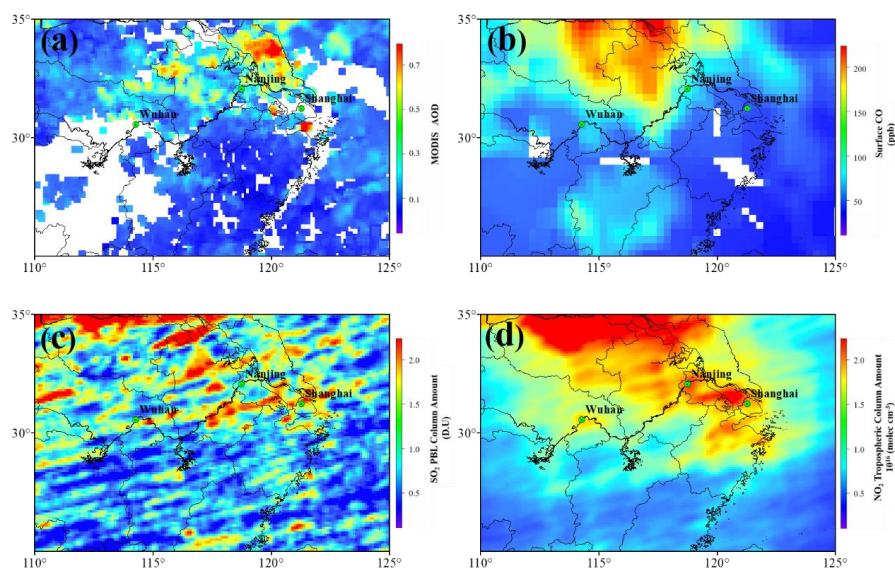 35°
(a)
Nanjing
Shanghai
Wuhan
30°
110°
115°
120°
125°
0.7
0.5
0.3
0.1
MODIS AOD
35°
(b)
Nanjing
Shanghai
Wuhan
30°
110°
115°
120°
125°
200
150
100
50
Surface CO
(ppb)
35°
(c)
Nanjing
Shanghai
Wuhan
30°
110°
115°
120°
125°
2.0
1.5
1.0
0.5
SO₂ PBL Column Amount
(D.U)
35°
(d)
Nanjing
Shanghai
Wuhan
30°
110°
115°
120°
125°
2.0
1.5
1.0
0.5
NO₂ Tropospheric Column Amount
10¹⁶ (molec cm⁻²)